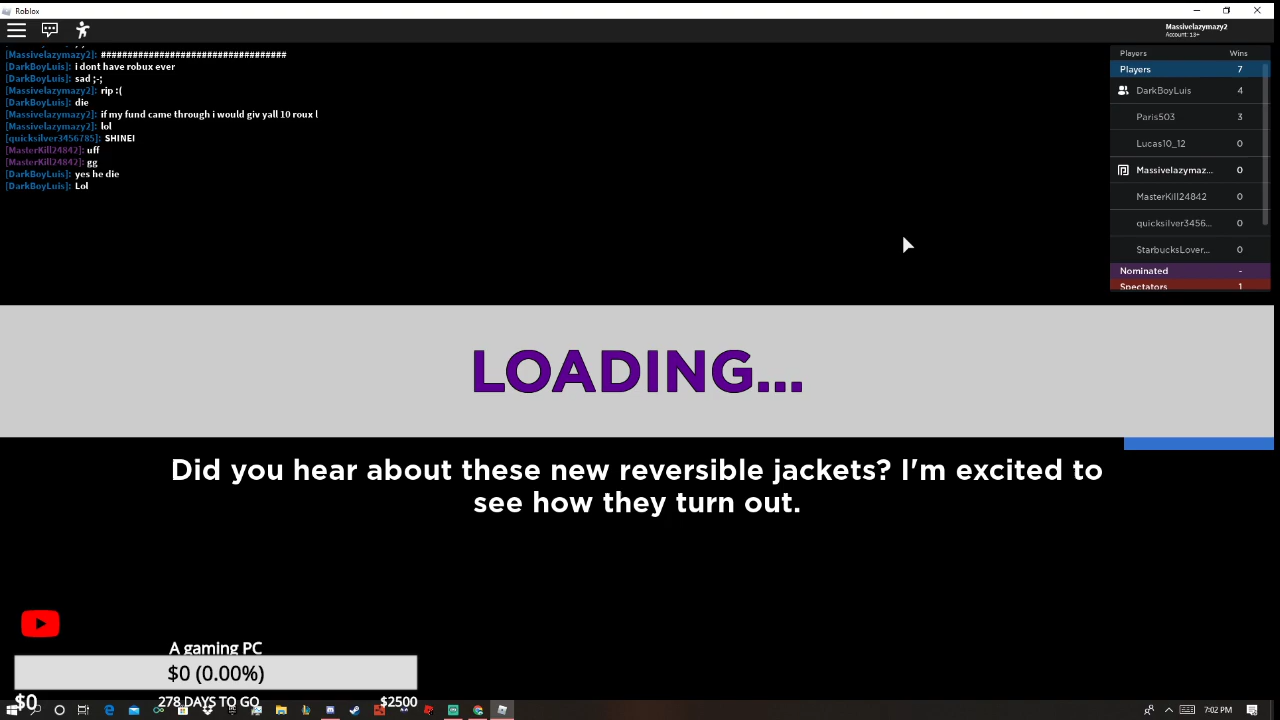 Roblox
Massivelazymazy2
Account: 13+
[Massivelazymazy2]: ###################################
[DarkBoyLuis]: i dont have robux ever
[DarkBoyLuis]: sad ;-;
[Massivelazymazy2]: rip :(
[DarkBoyLuis]: die
[Massivelazymazy2]: if my fund came through i would giv yall 10 roux l
[Massivelazymazy2]: lol
[quicksilver3456785]: SHINE!
[MasterKill24842]: uff
[MasterKill24842]: gg
[DarkBoyLuis]: yes he die
[DarkBoyLuis]: Lol
Players Wins
Players 7
DarkBoyLuis 4
Paris503 3
Lucas10_12 0
Massivelazymaz... 0
MasterKill24842 0
quicksilver3456... 0
StarbucksLover... 0
Nominated -
Spectators 1
LOADING...
Did you hear about these new reversible jackets? I'm excited to
see how they turn out.
A gaming PC
$0 (0.00%)
$0 278 DAYS TO GO $2500
7:02 PM